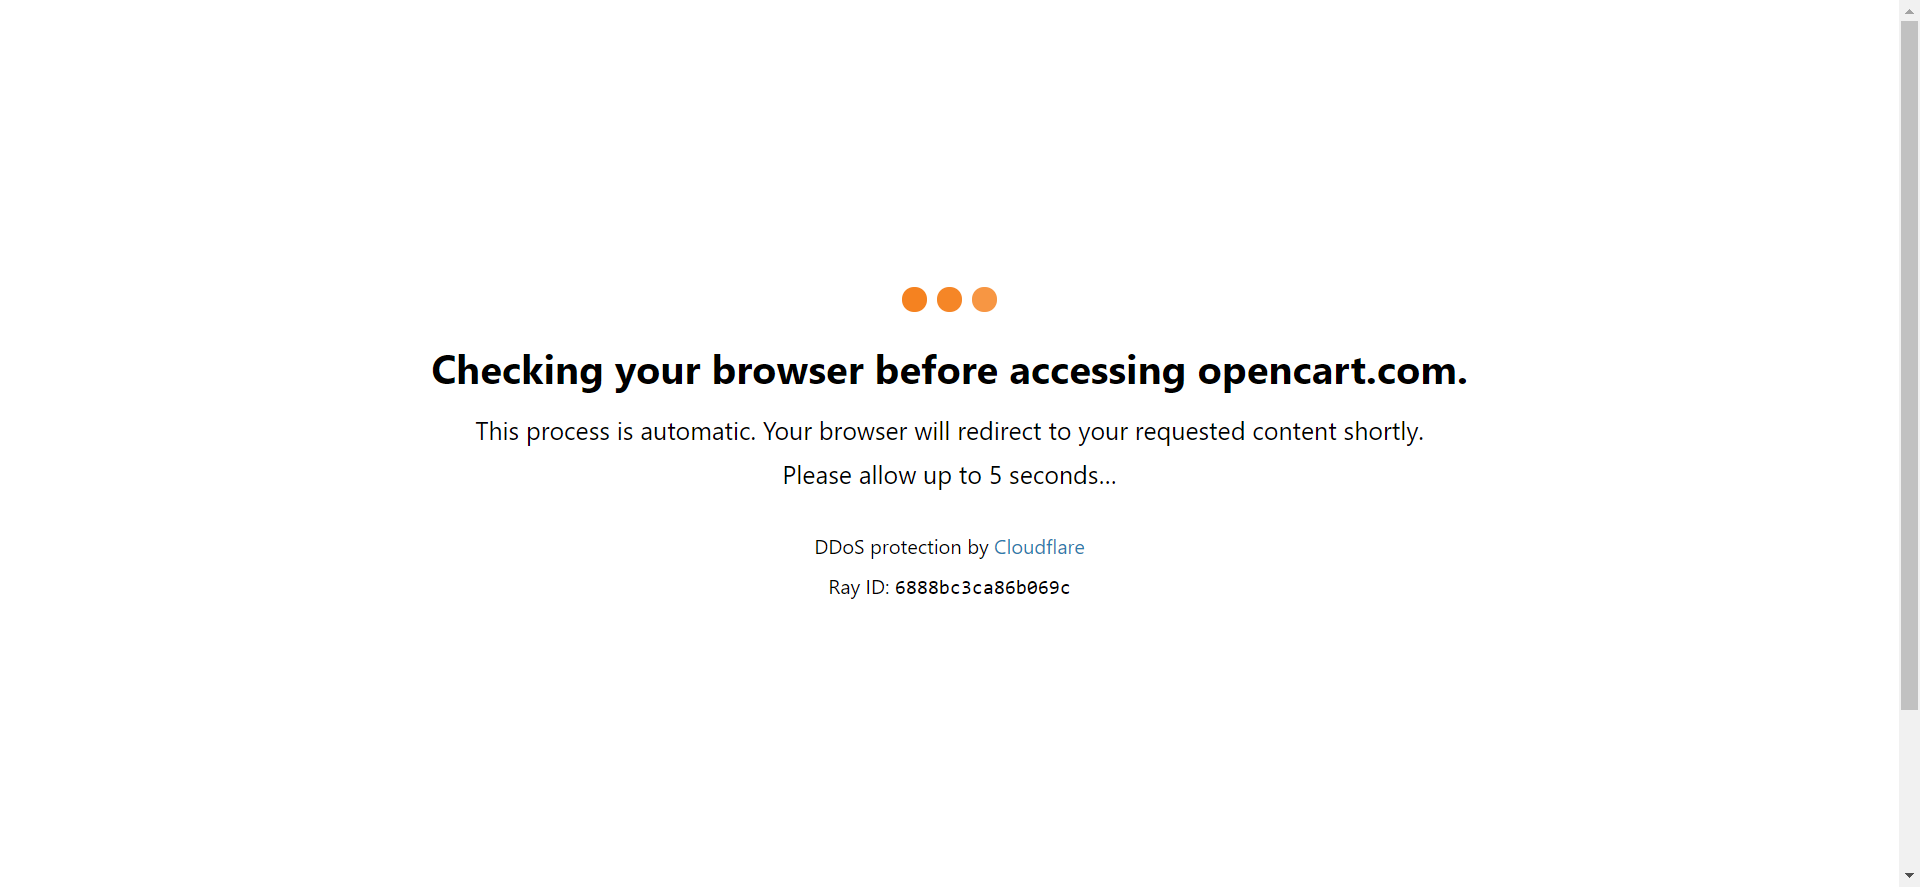 Checking your browser before accessing opencart.com.
This process is automatic. Your browser will redirect to your requested content shortly.
Please allow up to 5 seconds...
DDoS protection by Cloudflare
Ray ID: 6888bc3ca86b069c